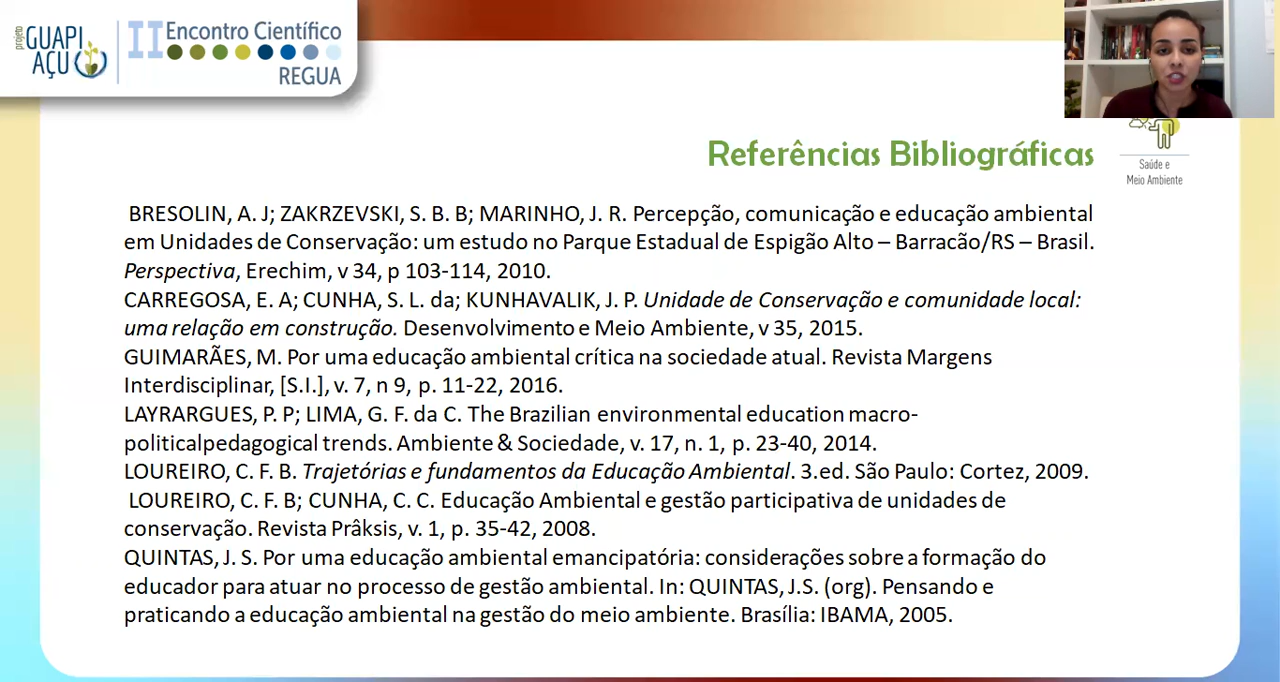 projeto
GUAPI
AÇU
II Encontro Científico
REGUA
Referências Bibliográficas
Saúde e
Meio Ambiente
BRESOLIN, A. J; ZAKRZEVSKI, S. B. B; MARINHO, J. R. Percepção, comunicação e educação ambiental
em Unidades de Conservação: um estudo no Parque Estadual de Espigão Alto – Barracão/RS – Brasil.
Perspectiva, Erechim, v 34, p 103-114, 2010.
CARREGOSA, E. A; CUNHA, S. L. da; KUNHAVALIK, J. P. Unidade de Conservação e comunidade local:
uma relação em construção. Desenvolvimento e Meio Ambiente, v 35, 2015.
GUIMARÃES, M. Por uma educação ambiental crítica na sociedade atual. Revista Margens
Interdisciplinar, [S.I.], v. 7, n 9, p. 11-22, 2016.
LAYRARGUES, P. P; LIMA, G. F. da C. The Brazilian environmental education macro-
politicalpedagogical trends. Ambiente & Sociedade, v. 17, n. 1, p. 23-40, 2014.
LOUREIRO, C. F. B. Trajetórias e fundamentos da Educação Ambiental. 3.ed. São Paulo: Cortez, 2009.
LOUREIRO, C. F. B; CUNHA, C. C. Educação Ambiental e gestão participativa de unidades de
conservação. Revista Prâksis, v. 1, p. 35-42, 2008.
QUINTAS, J. S. Por uma educação ambiental emancipatória: considerações sobre a formação do
educador para atuar no processo de gestão ambiental. In: QUINTAS, J.S. (org). Pensando e
praticando a educação ambiental na gestão do meio ambiente. Brasília: IBAMA, 2005.